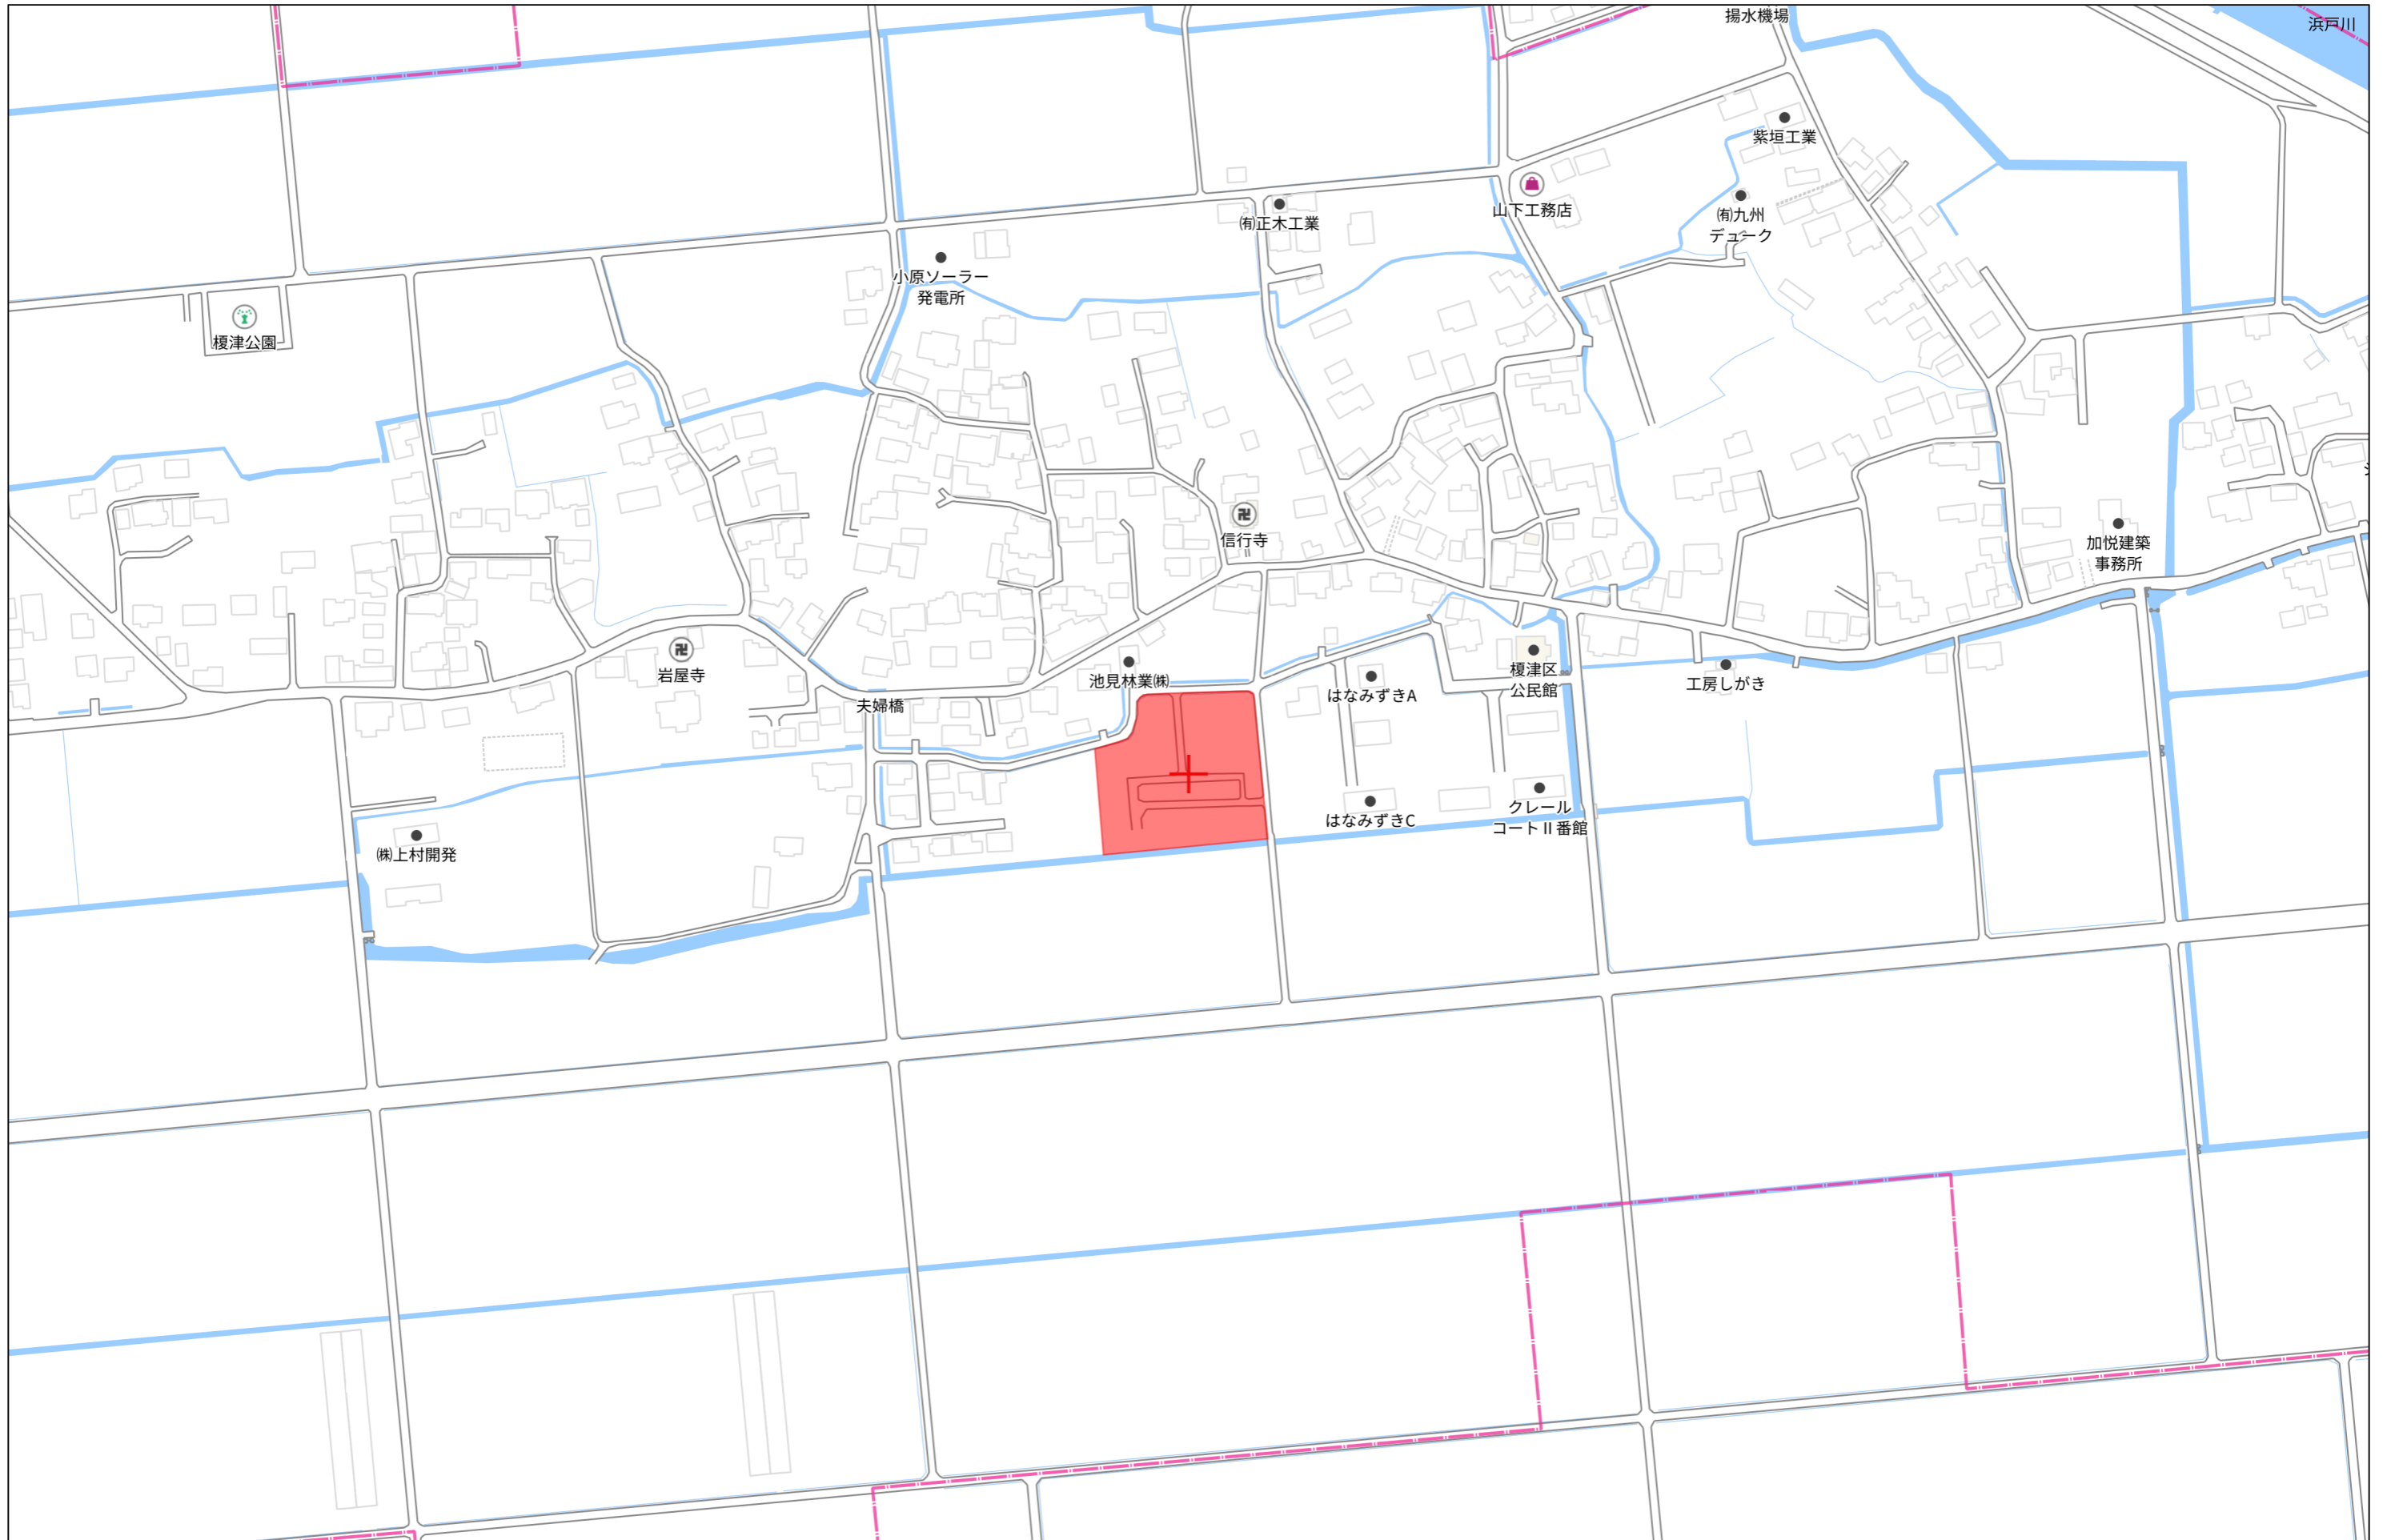 揚水機場
浜戸川
紫垣工業
山下工務店
㈲九州
デューク
㈲正木工業
小原ソーラー
発電所
榎津公園
信行寺
加悦建築
事務所
岩屋寺
池見林業㈱
夫婦橋
はなみずきA
榎津区
公民館
工房しがき
はなみずきC
クレール
コートⅡ番館
㈱上村開発